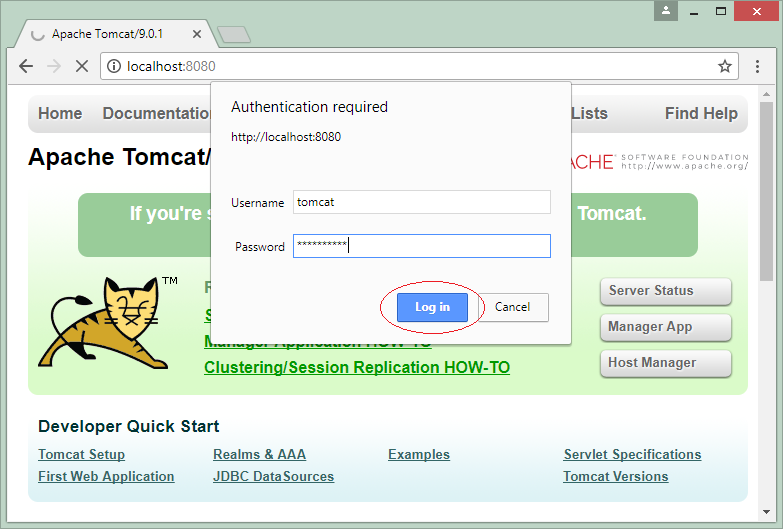 Apache Tomcat/9.0.1
localhost:8080
Home Documentation Lists Find Help
Authentication required
http://localhost:8080
Apache Tomcat/ SOFTWARE FOUNDATION
http://www.apache.org/
Username tomcat
If you're Tomcat.
Password **********
TM
Server Status
Log in Cancel
Manager App
Manager Application HOW-TO
Host Manager
Clustering/Session Replication HOW-TO
Developer Quick Start
Tomcat Setup Realms & AAA Examples Servlet Specifications
First Web Application JDBC DataSources Tomcat Versions